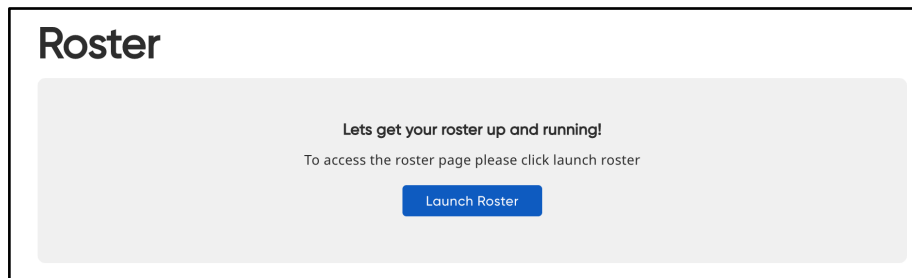 Roster
Lets get your roster up and running!
To access the roster page please click launch roster
Launch Roster